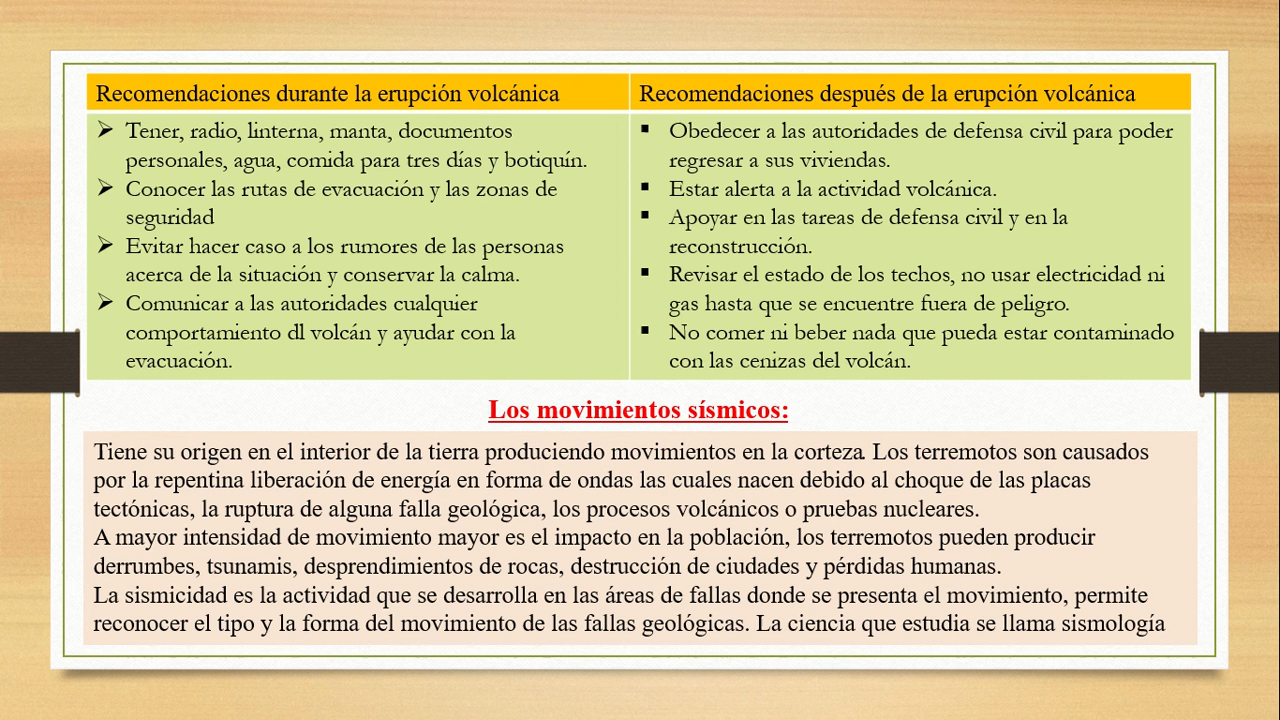 Recomendaciones durante la erupción volcánica
Tener, radio, linterna, manta, documentos
personales, agua, comida para tres días y botiquín.
Conocer las rutas de evacuación y las zonas de
seguridad
Evitar hacer caso a los rumores de las personas
acerca de la situación y conservar la calma.
Comunicar a las autoridades cualquier
comportamiento dl volcán y ayudar con la
evacuación.
Recomendaciones después de la erupción volcánica
Obedecer a las autoridades de defensa civil para poder
regresar a sus viviendas.
Estar alerta a la actividad volcánica.
Apoyar en las tareas de defensa civil y en la
reconstrucción.
Revisar el estado de los techos, no usar electricidad ni
gas hasta que se encuentre fuera de peligro.
No comer ni beber nada que pueda estar contaminado
con las cenizas del volcán.
Los movimientos sísmicos:
Tiene su origen en el interior de la tierra produciendo movimientos en la corteza. Los terremotos son causados
por la repentina liberación de energía en forma de ondas las cuales nacen debido al choque de las placas
tectónicas, la ruptura de alguna falla geológica, los procesos volcánicos o pruebas nucleares.
A mayor intensidad de movimiento mayor es el impacto en la población, los terremotos pueden producir
derrumbes, tsunamis, desprendimientos de rocas, destrucción de ciudades y pérdidas humanas.
La sismicidad es la actividad que se desarrolla en las áreas de fallas donde se presenta el movimiento, permite
reconocer el tipo y la forma del movimiento de las fallas geológicas. La ciencia que estudia se llama sismología